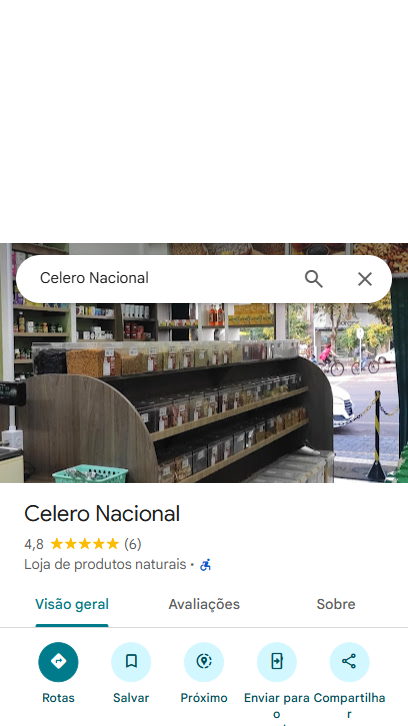 Celero Nacional
Celero Nacional
4,8 (6)
Loja de produtos naturais ·
Visão geral Avaliações Sobre
Rotas Salvar Próximo Enviar para o Compartilhar